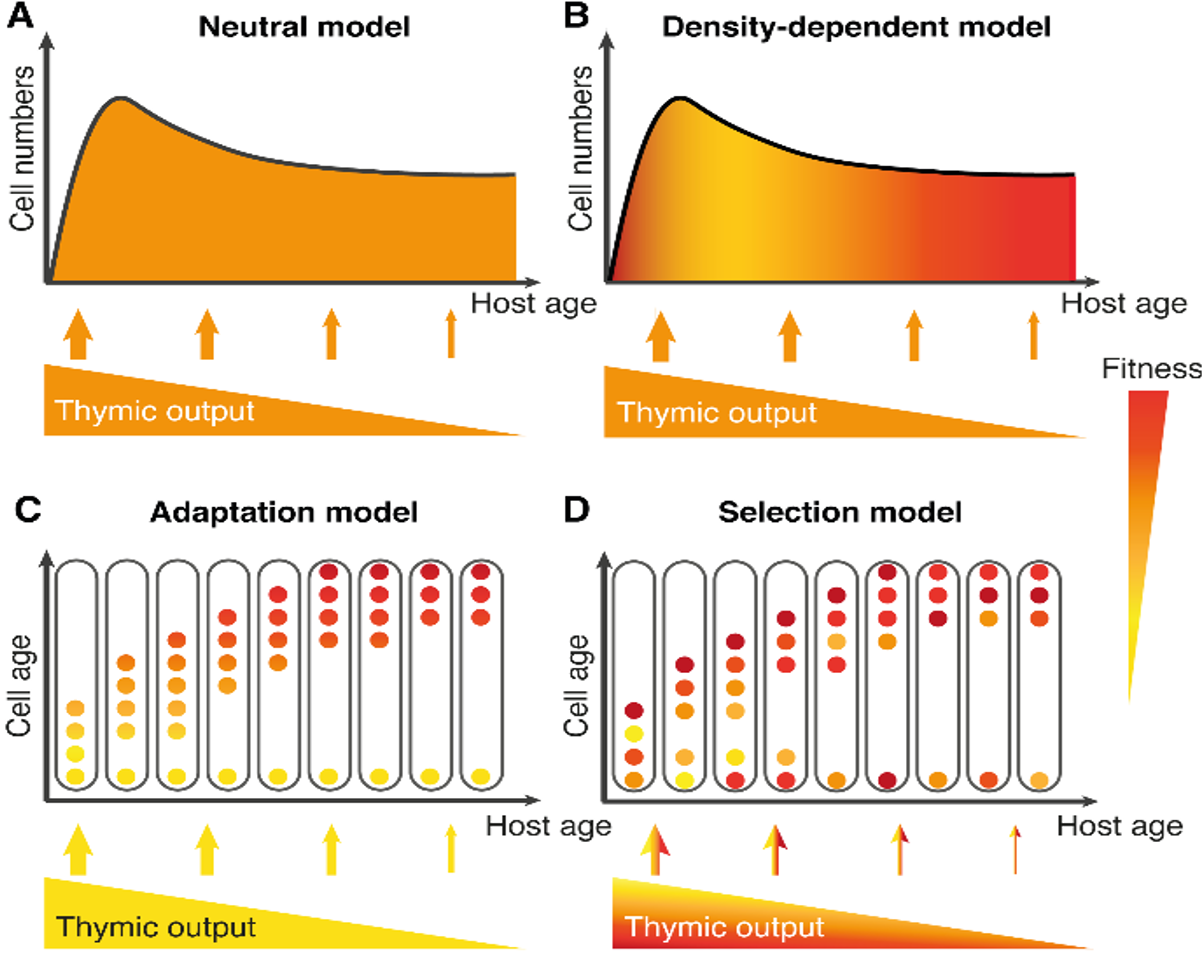 A
Neutral model
Cell numbers
Host age
Thymic output
B
Density-dependent model
Cell numbers
Host age
Thymic output
Fitness
C
Adaptation model
Cell age
Host age
Thymic output
D
Selection model
Cell age
Host age
Thymic output